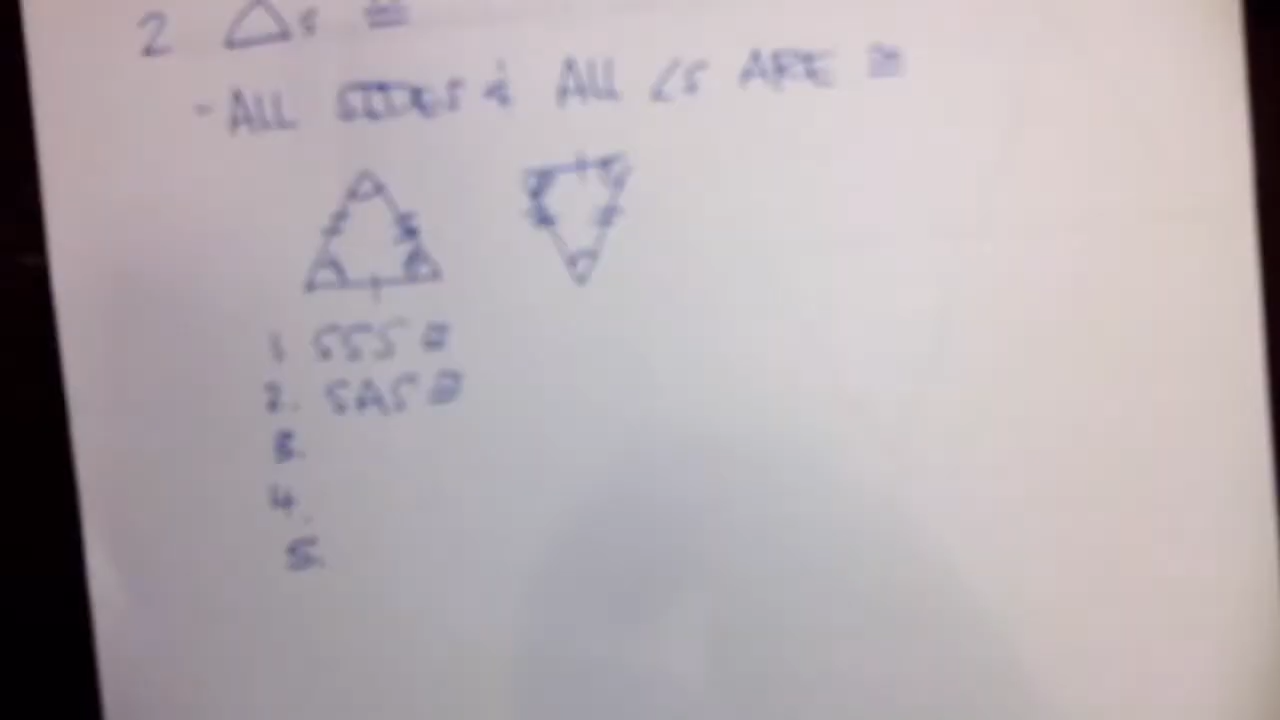 2 △s ≅
- ALL SIDES & ALL ∠s ARE ≅
1. SSS ≅
2. SAS ≅
3.
4.
5.